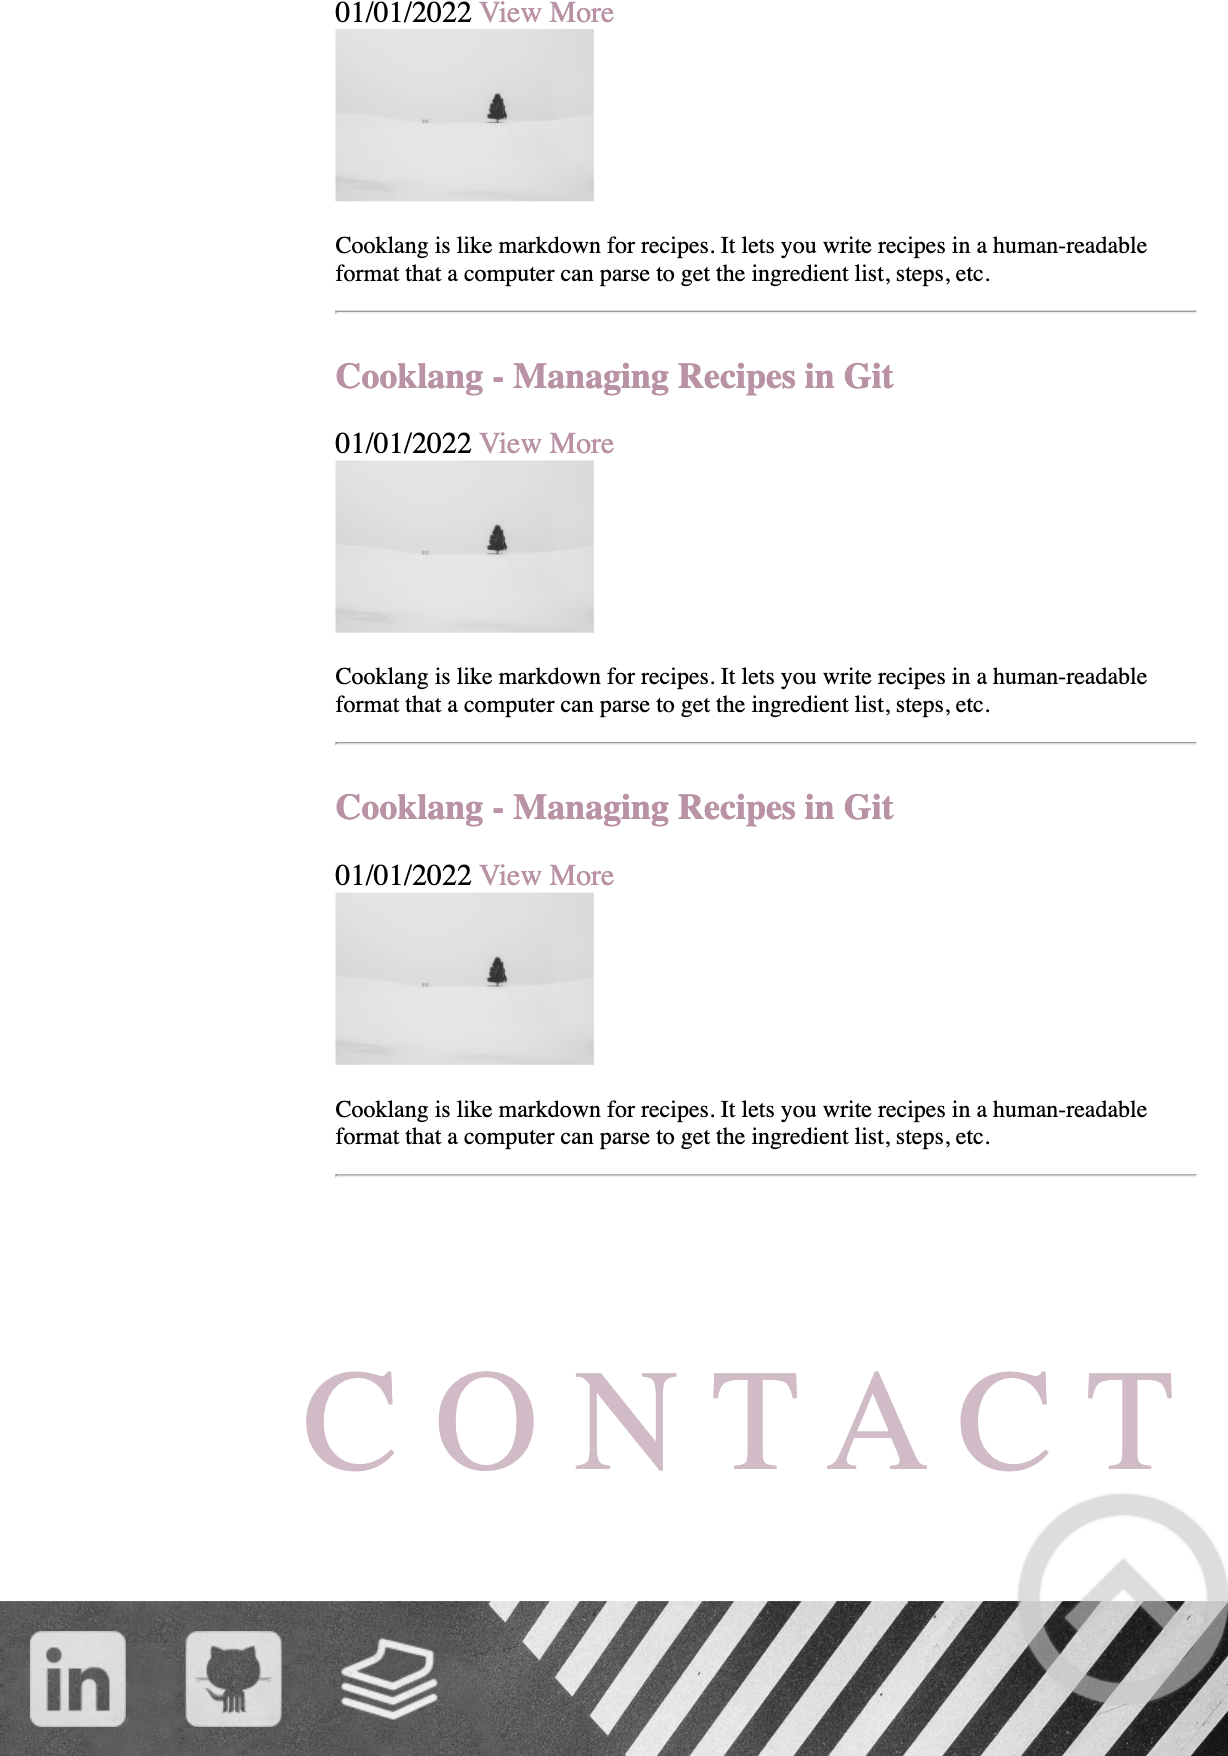 01/01/2022 View More
Cooklang is like markdown for recipes. It lets you write recipes in a human-readable
format that a computer can parse to get the ingredient list, steps, etc.
Cooklang - Managing Recipes in Git
01/01/2022 View More
Cooklang is like markdown for recipes. It lets you write recipes in a human-readable
format that a computer can parse to get the ingredient list, steps, etc.
Cooklang - Managing Recipes in Git
01/01/2022 View More
Cooklang is like markdown for recipes. It lets you write recipes in a human-readable
format that a computer can parse to get the ingredient list, steps, etc.
CONTACT
in